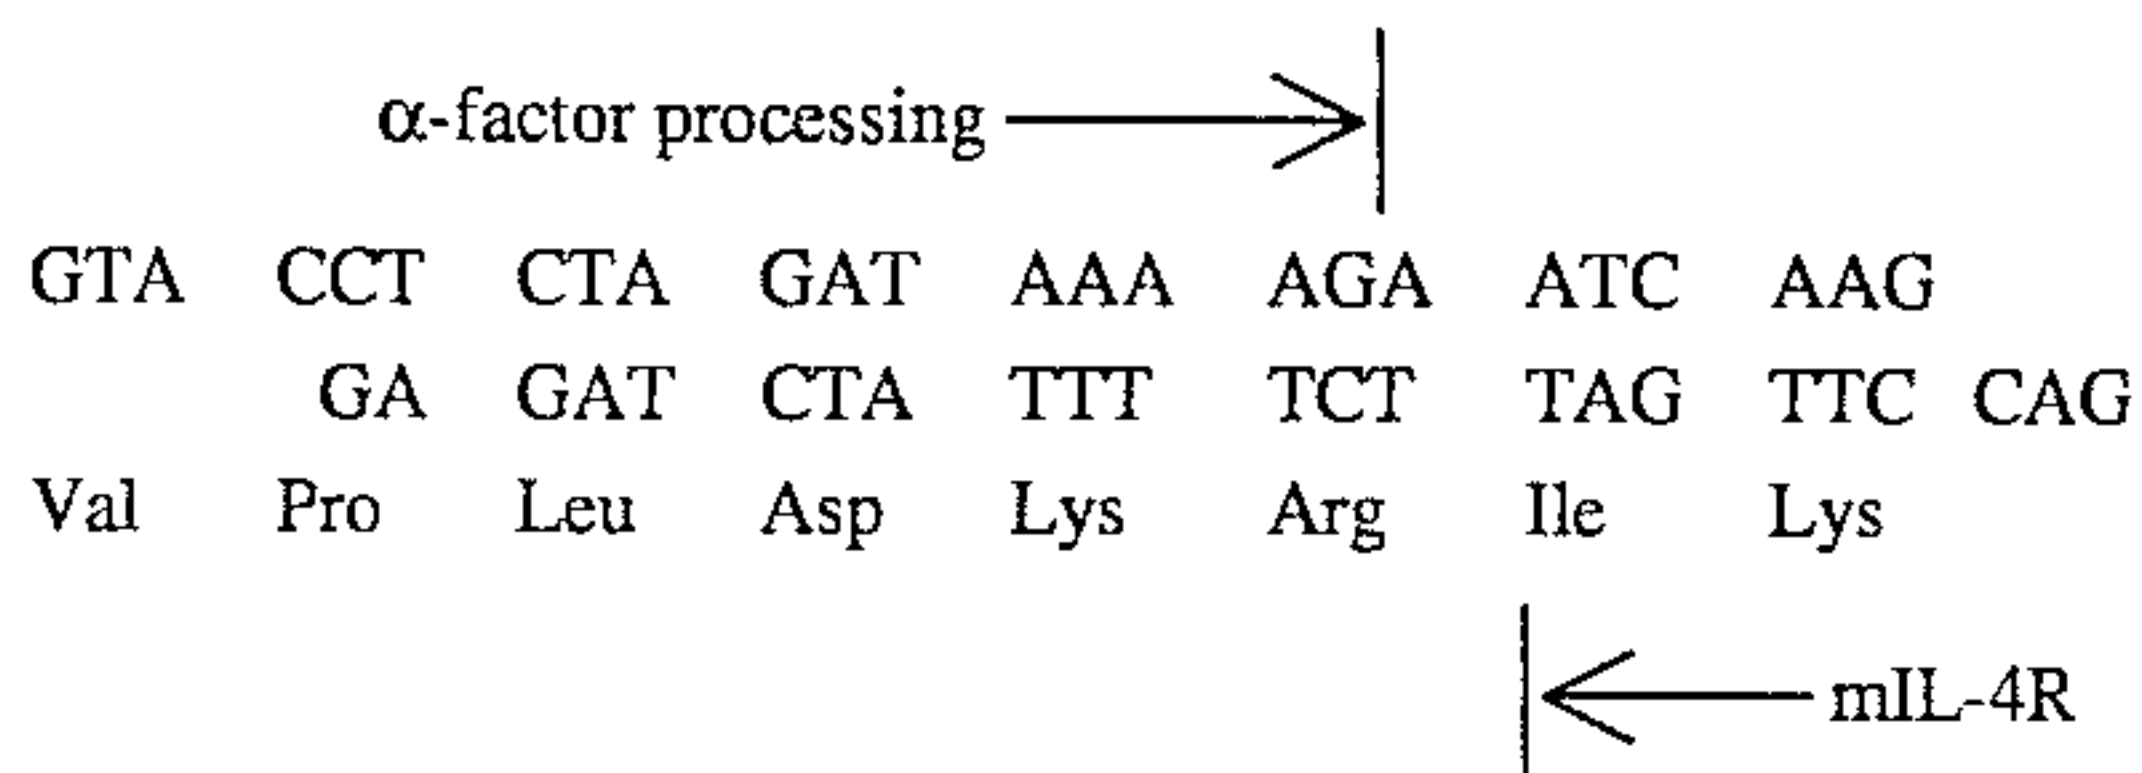 α-factor processing
GTA CCT CTA GAT AAA AGA ATC AAG
GA GAT CTA TTT TCT TAG TTC CAG
Val Pro Leu Asp Lys Arg Ile Lys
mIL-4R